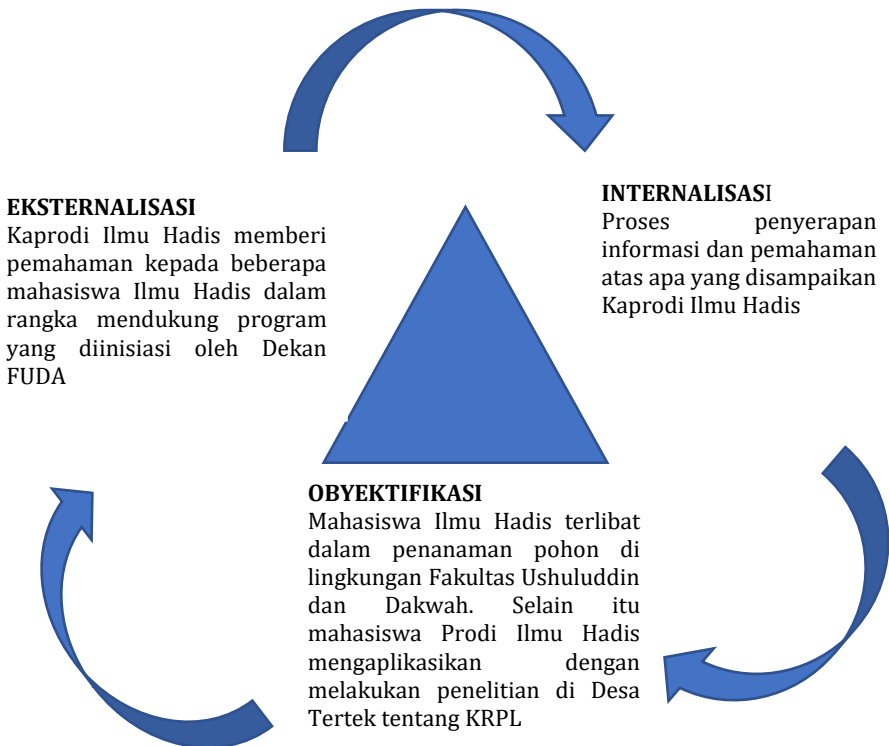 EKSTERNALISASI
Kaprodi Ilmu Hadis memberi
pemahaman kepada beberapa
mahasiswa Ilmu Hadis dalam
rangka mendukung program
yang diinisiasi oleh Dekan
FUDA
INTERNALISASI
Proses penyerapan
informasi dan pemahaman
atas apa yang disampaikan
Kaprodi Ilmu Hadis
OBYEKTIFIKASI
Mahasiswa Ilmu Hadis terlibat
dalam penanaman pohon di
lingkungan Fakultas Ushuluddin
dan Dakwah. Selain itu
mahasiswa Prodi Ilmu Hadis
mengaplikasikan dengan
melakukan penelitian di Desa
Tertek tentang KRPL